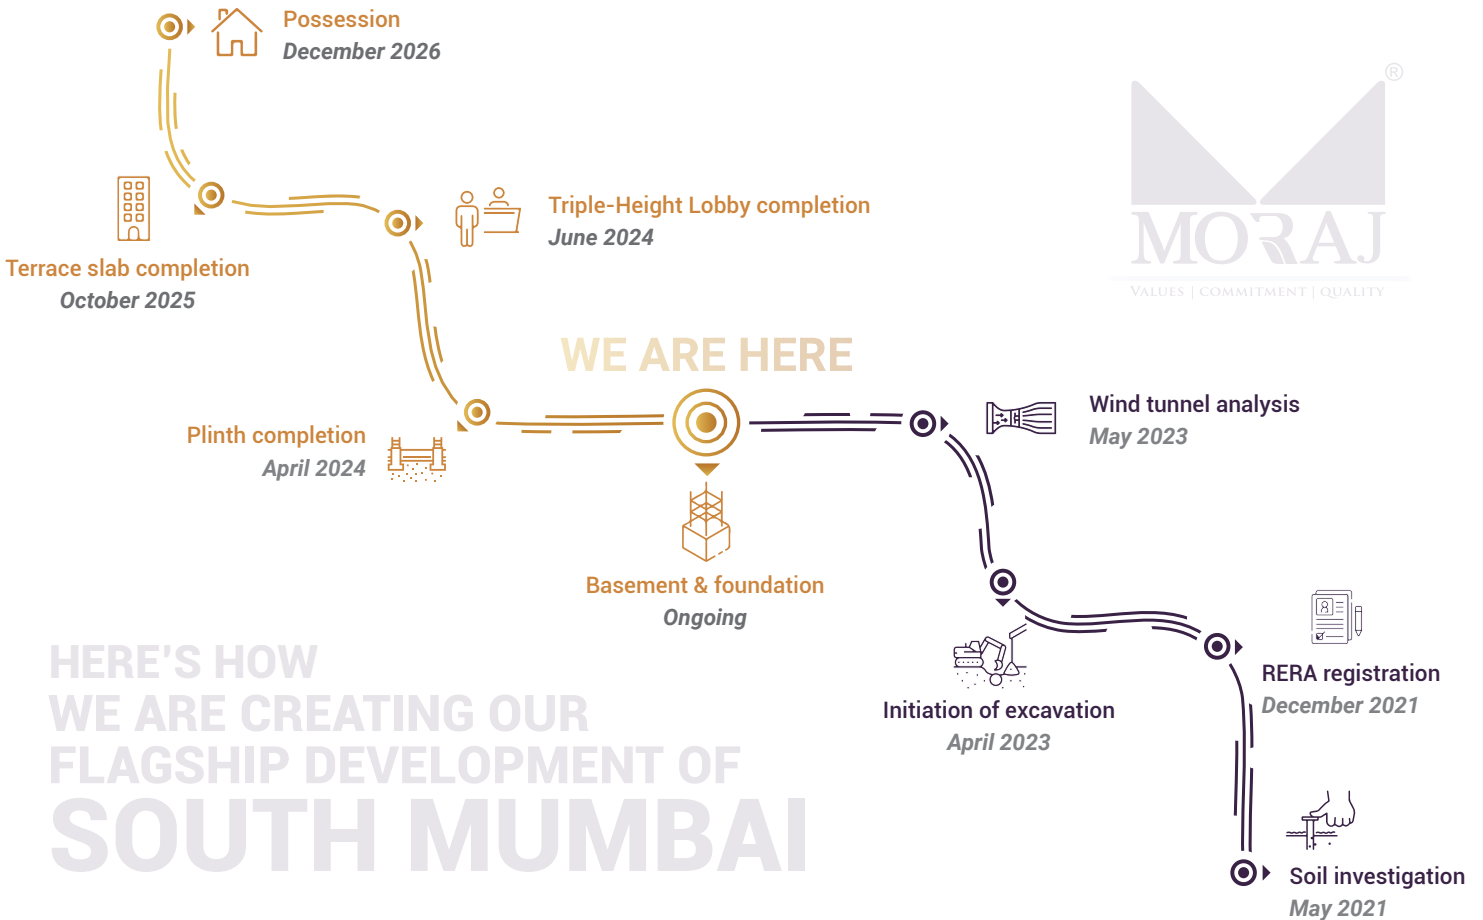 Possession
December 2026
®
MORAJ
VALUES | COMMITMENT | QUALITY
Triple-Height Lobby completion
June 2024
Terrace slab completion
October 2025
WE ARE HERE
Wind tunnel analysis
May 2023
Plinth completion
April 2024
Basement & foundation
Ongoing
HERE'S HOW
WE ARE CREATING OUR
FLAGSHIP DEVELOPMENT OF
SOUTH MUMBAI
Initiation of excavation
April 2023
RERA registration
December 2021
Soil investigation
May 2021